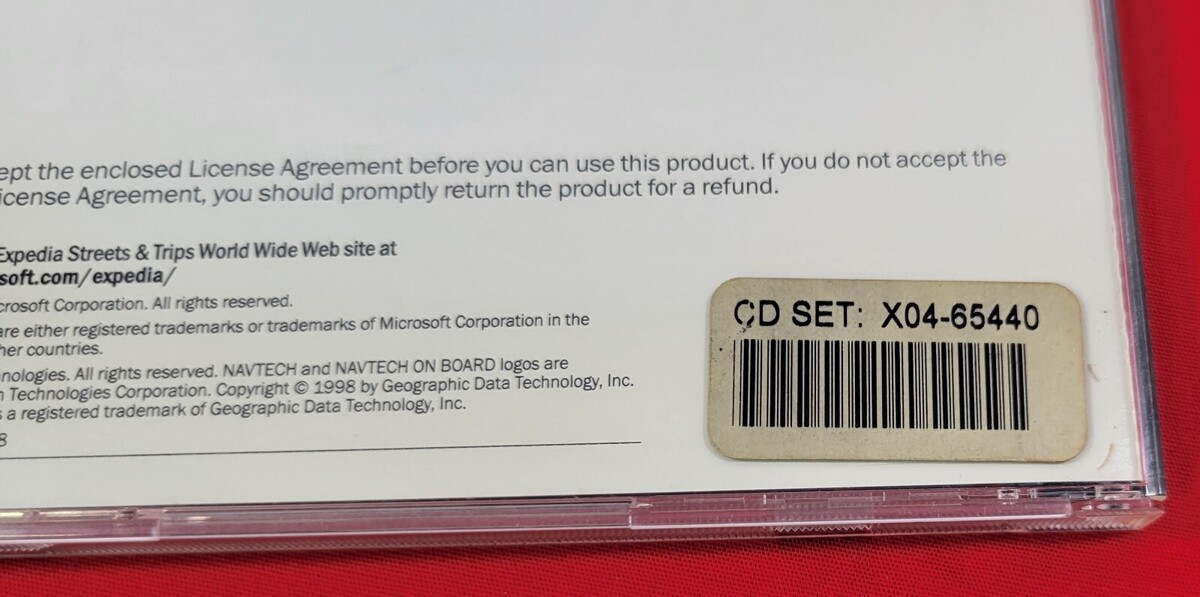 ept the enclosed License Agreement before you can use this product. If you do not accept the
icense Agreement, you should promptly return the product for a refund.
Expedia Streets & Trips World Wide Web site at
soft.com/expedia/
crosoft Corporation. All rights reserved.
are either registered trademarks or trademarks of Microsoft Corporation in the
her countries.
nologies. All rights reserved. NAVTECH and NAVTECH ON BOARD logos are
n Technologies Corporation. Copyright © 1998 by Geographic Data Technology, Inc.
s a registered trademark of Geographic Data Technology, Inc.
8
CD SET: X04-65440